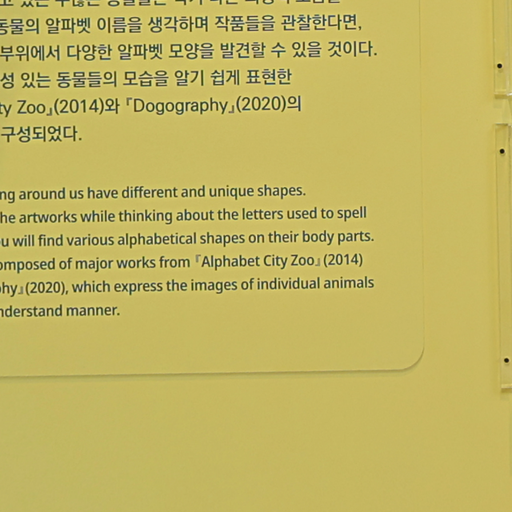 동물의 알파벳 이름을 생각하며 작품들을 관찰한다면,
부위에서 다양한 알파벳 모양을 발견할 수 있을 것이다.
성 있는 동물들의 모습을 알기 쉽게 표현한
ty Zoo』(2014)와 『Dogography』(2020)의
구성되었다.
ng around us have different and unique shapes.
he artworks while thinking about the letters used to spell
u will find various alphabetical shapes on their body parts.
omposed of major works from 『Alphabet City Zoo』(2014)
hy』(2020), which express the images of individual animals
nderstand manner.